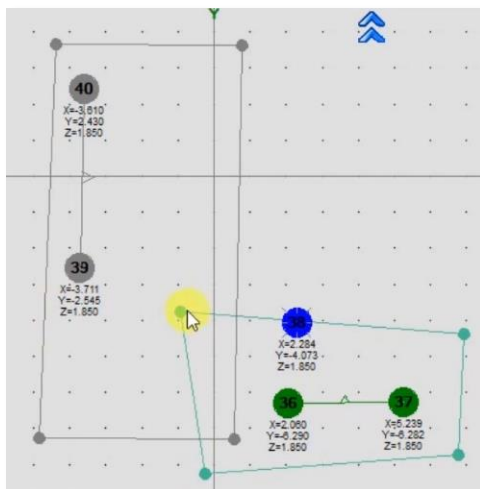 Y
40
X=-3.610
Y=2.430
Z=1.850
39
X=-3.711
Y=-2.545
Z=1.850
38
X=2.284
Y=-4.073
Z=1.850
36
X=2.060
Y=-6.290
Z=1.850
37
X=5.239
Y=-6.282
Z=1.850